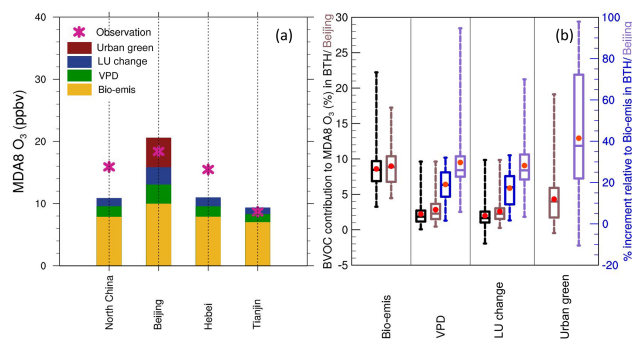 (a)
MDA8 O3 (ppbv)
40
30
20
10
0
Observation
Urban green
LU change
VPD
Bio-emis
North China
Beijing
Hebei
Tianjin
(b)
BVOC contribution to MDA8 O3 (%) in BTH/ Beijing
30
25
20
15
10
5
0
-5
Bio-emis
VPD
LU change
Urban green
100
80
60
40
20
0
-20
% increment relative to Bio-emis in BTH/ Beijing